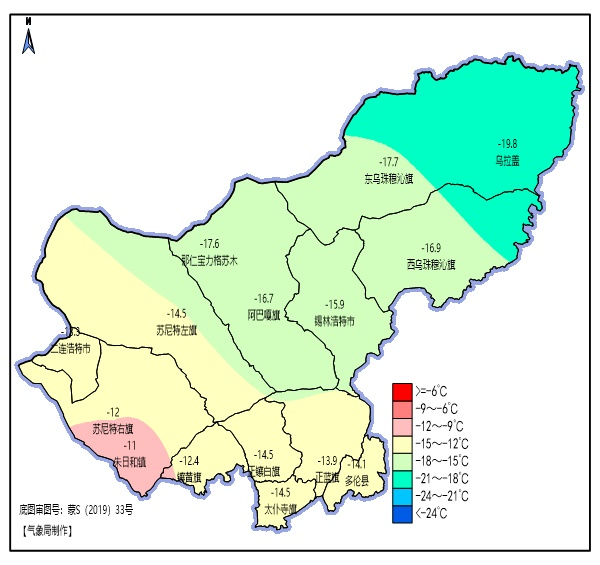 N
-19.8
乌拉盖
-17.7
东乌珠穆沁旗
-17.6
那仁宝力格苏木
-16.9
西乌珠穆沁旗
-16.7
阿巴嘎旗
-15.9
锡林浩特市
-14.5
苏尼特左旗
-13.3
二连浩特市
-12
苏尼特右旗
-11
朱日和镇
-12.4
镶黄旗
-14.5
正镶白旗
-13.9
正蓝旗
-14.1
多伦县
-14.5
太仆寺旗
>=-6℃
-9～-6℃
-12～-9℃
-15～-12℃
-18～-15℃
-21～-18℃
-24～-21℃
<-24℃
底图审图号：蒙S（2019）33号
【气象局制作】